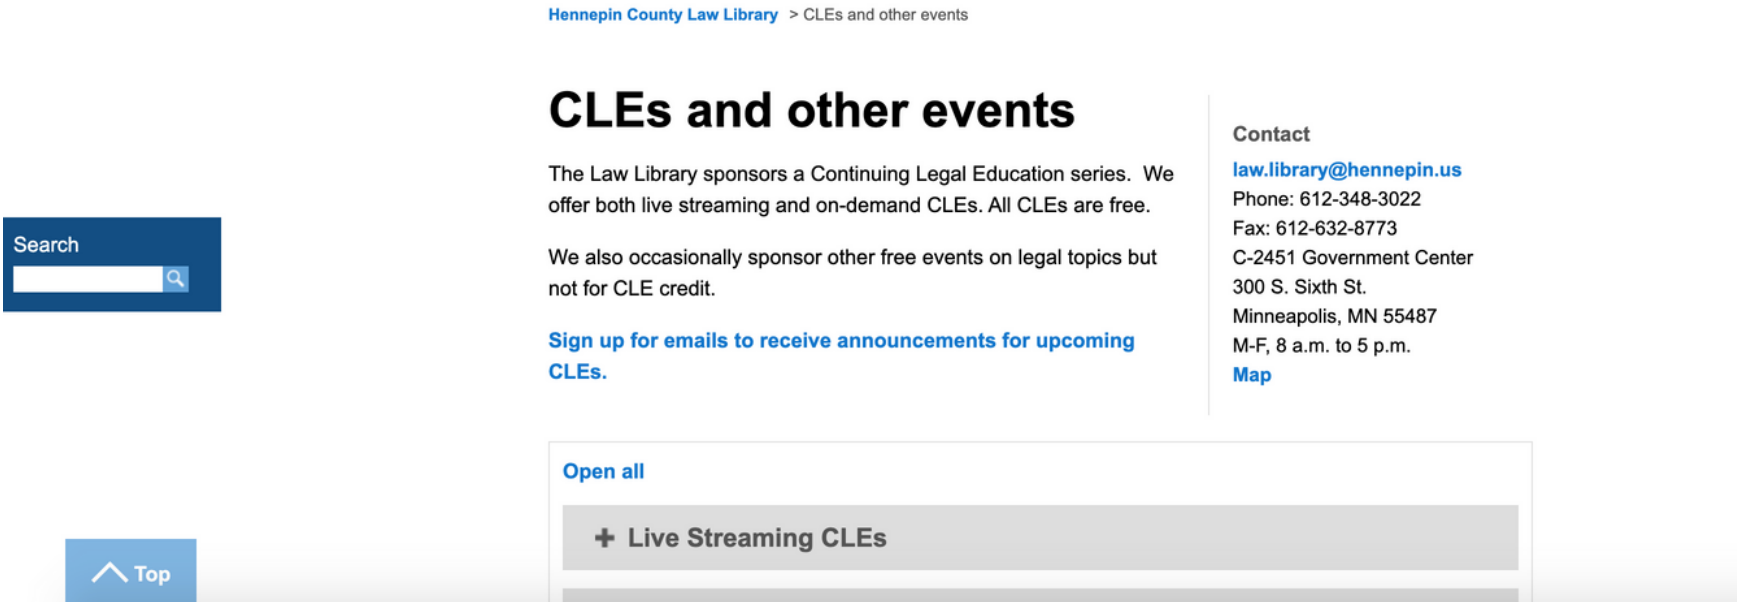 Hennepin County Law Library > CLEs and other events
CLEs and other events
The Law Library sponsors a Continuing Legal Education series. We
offer both live streaming and on-demand CLEs. All CLEs are free.
We also occasionally sponsor other free events on legal topics but
not for CLE credit.
Sign up for emails to receive announcements for upcoming
CLEs.
Contact
law.library@hennepin.us
Phone: 612-348-3022
Fax: 612-632-8773
C-2451 Government Center
300 S. Sixth St.
Minneapolis, MN 55487
M-F, 8 a.m. to 5 p.m.
Map
Search
Open all
+ Live Streaming CLEs
Top